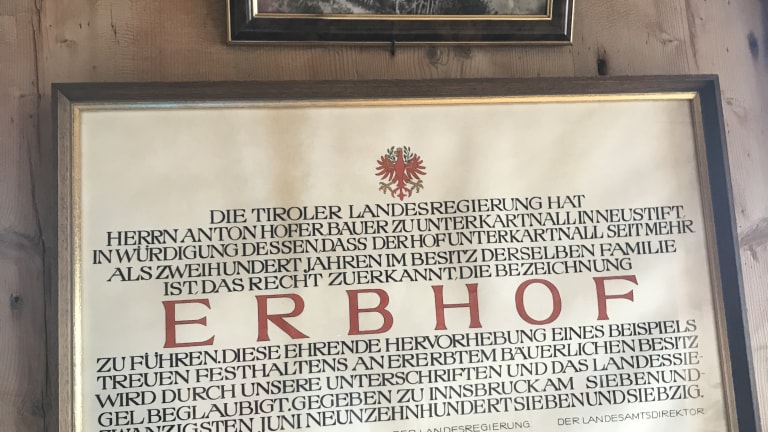 DIE TIROLER LANDESREGIERUNG HAT
HERRN ANTON HOFER, BAUER ZU UNTERKARTNALL IN NEUSTIFT,
IN WÜRDIGUNG DESSEN, DASS DER HOF UNTERKARTNALL SEIT MEHR
ALS ZWEIHUNDERT JAHREN IM BESITZ DERSELBEN FAMILIE
IST, DAS RECHT ZUERKANNT, DIE BEZEICHNUNG
ERBHOF
ZU FÜHREN. DIESE EHRENDE HERVORHEBUNG EINES BEISPIELS
TREUEN FESTHALTENS AN ERERBTEM BÄUERLICHEN BESITZ
WIRD DURCH UNSERE UNTERSCHRIFTEN UND DAS LANDESSIE-
GEL BEGLAUBIGT. GEGEBEN ZU INNSBRUCK, AM SIEBENUND-
ZWANZIGSTEN JUNI NEUNZEHNHUNDERTSIEBENUNDSIEBZIG.
DER LANDESREGIERUNG: DER LANDESAMTSDIREKTOR: